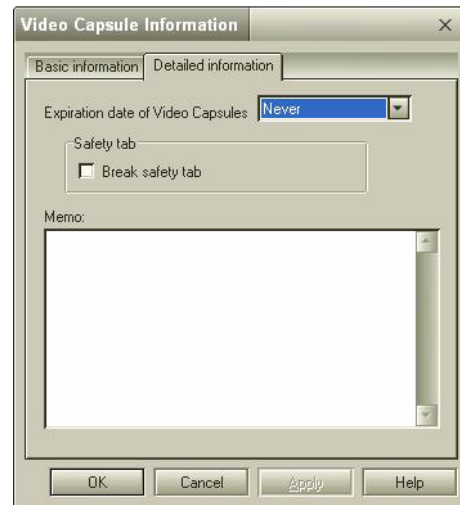 Video Capsule Information
Basic information Detailed information
Expiration date of Video Capsules Never
Safety tab
Break safety tab
Memo:
OK Cancel Apply Help